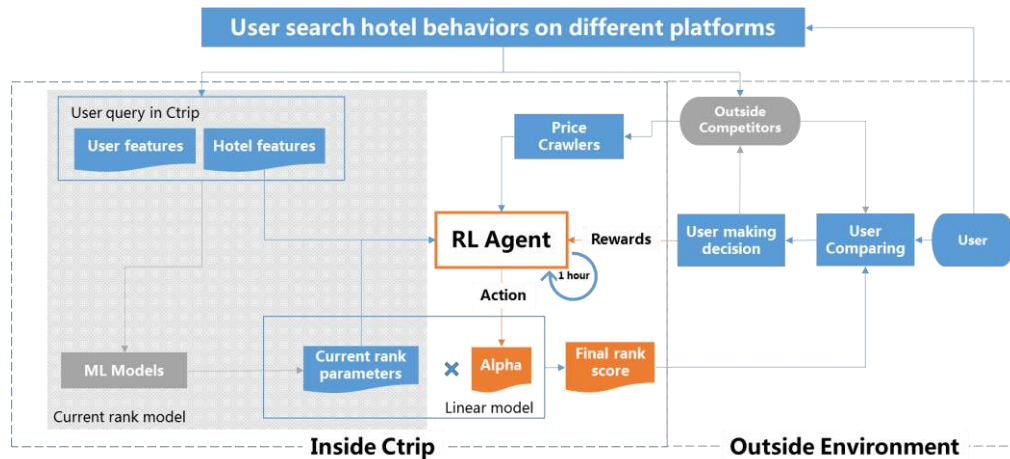 User search hotel behaviors on different platforms
User query in Ctrip
User features
Hotel features
Price
Crawlers
Outside
Competitors
RL Agent
Rewards
User making
decision
User
Comparing
User
1 hour
Action
ML Models
Current rank
parameters
×
Alpha
Final rank
score
Current rank model
Linear model
Inside Ctrip
Outside Environment